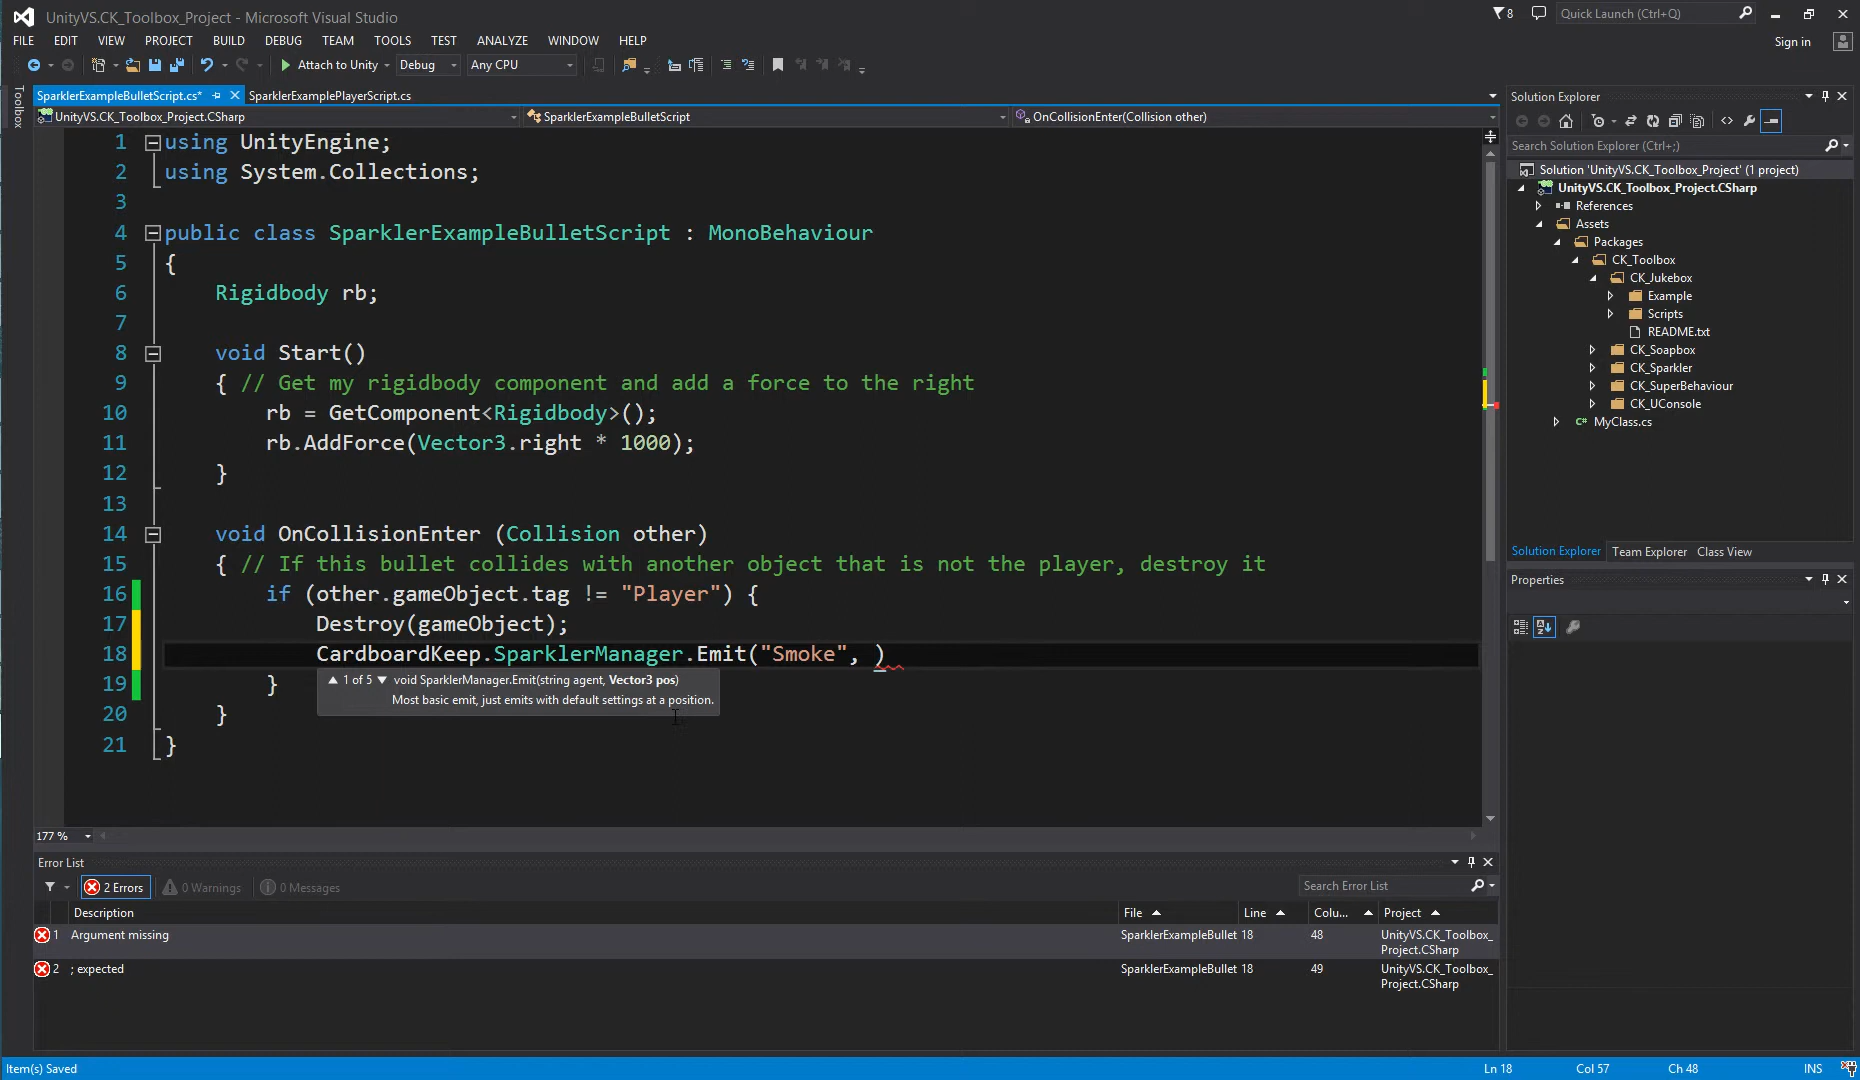 UnityVS.CK_Toolbox_Project - Microsoft Visual Studio
8
Quick Launch (Ctrl+Q)
FILE EDIT VIEW PROJECT BUILD DEBUG TEAM TOOLS TEST ANALYZE WINDOW HELP
Sign in
Attach to Unity Debug Any CPU
Toolbox
SparklerExampleBulletScript.cs* SparklerExamplePlayerScript.cs
UnityVS.CK_Toolbox_Project.CSharp SparklerExampleBulletScript OnCollisionEnter(Collision other)
1 using UnityEngine;
2 using System.Collections;
3
4 public class SparklerExampleBulletScript : MonoBehaviour
5 {
6 Rigidbody rb;
7
8 void Start()
9 { // Get my rigidbody component and add a force to the right
10 rb = GetComponent<Rigidbody>();
11 rb.AddForce(Vector3.right * 1000);
12 }
13
14 void OnCollisionEnter (Collision other)
15 { // If this bullet collides with another object that is not the player, destroy it
16 if (other.gameObject.tag != "Player") {
17 Destroy(gameObject);
18 CardboardKeep.SparklerManager.Emit("Smoke", )
19 }
1 of 5 void SparklerManager.Emit(string agent, Vector3 pos)
Most basic emit, just emits with default settings at a position.
20 }
21 }
177 %
Solution Explorer
Search Solution Explorer (Ctrl+;)
Solution 'UnityVS.CK_Toolbox_Project' (1 project)
UnityVS.CK_Toolbox_Project.CSharp
References
Assets
Packages
CK_Toolbox
CK_Jukebox
Example
Scripts
README.txt
CK_Soapbox
CK_Sparkler
CK_SuperBehaviour
CK_UConsole
C# MyClass.cs
Solution Explorer Team Explorer Class View
Properties
Error List
2 Errors 0 Warnings 0 Messages
Search Error List
Description File Line Colu... Project
1 Argument missing SparklerExampleBullet 18 48 UnityVS.CK_Toolbox_
Project.CSharp
2 ; expected SparklerExampleBullet 18 49 UnityVS.CK_Toolbox_
Project.CSharp
Item(s) Saved Ln 18 Col 57 Ch 48 INS